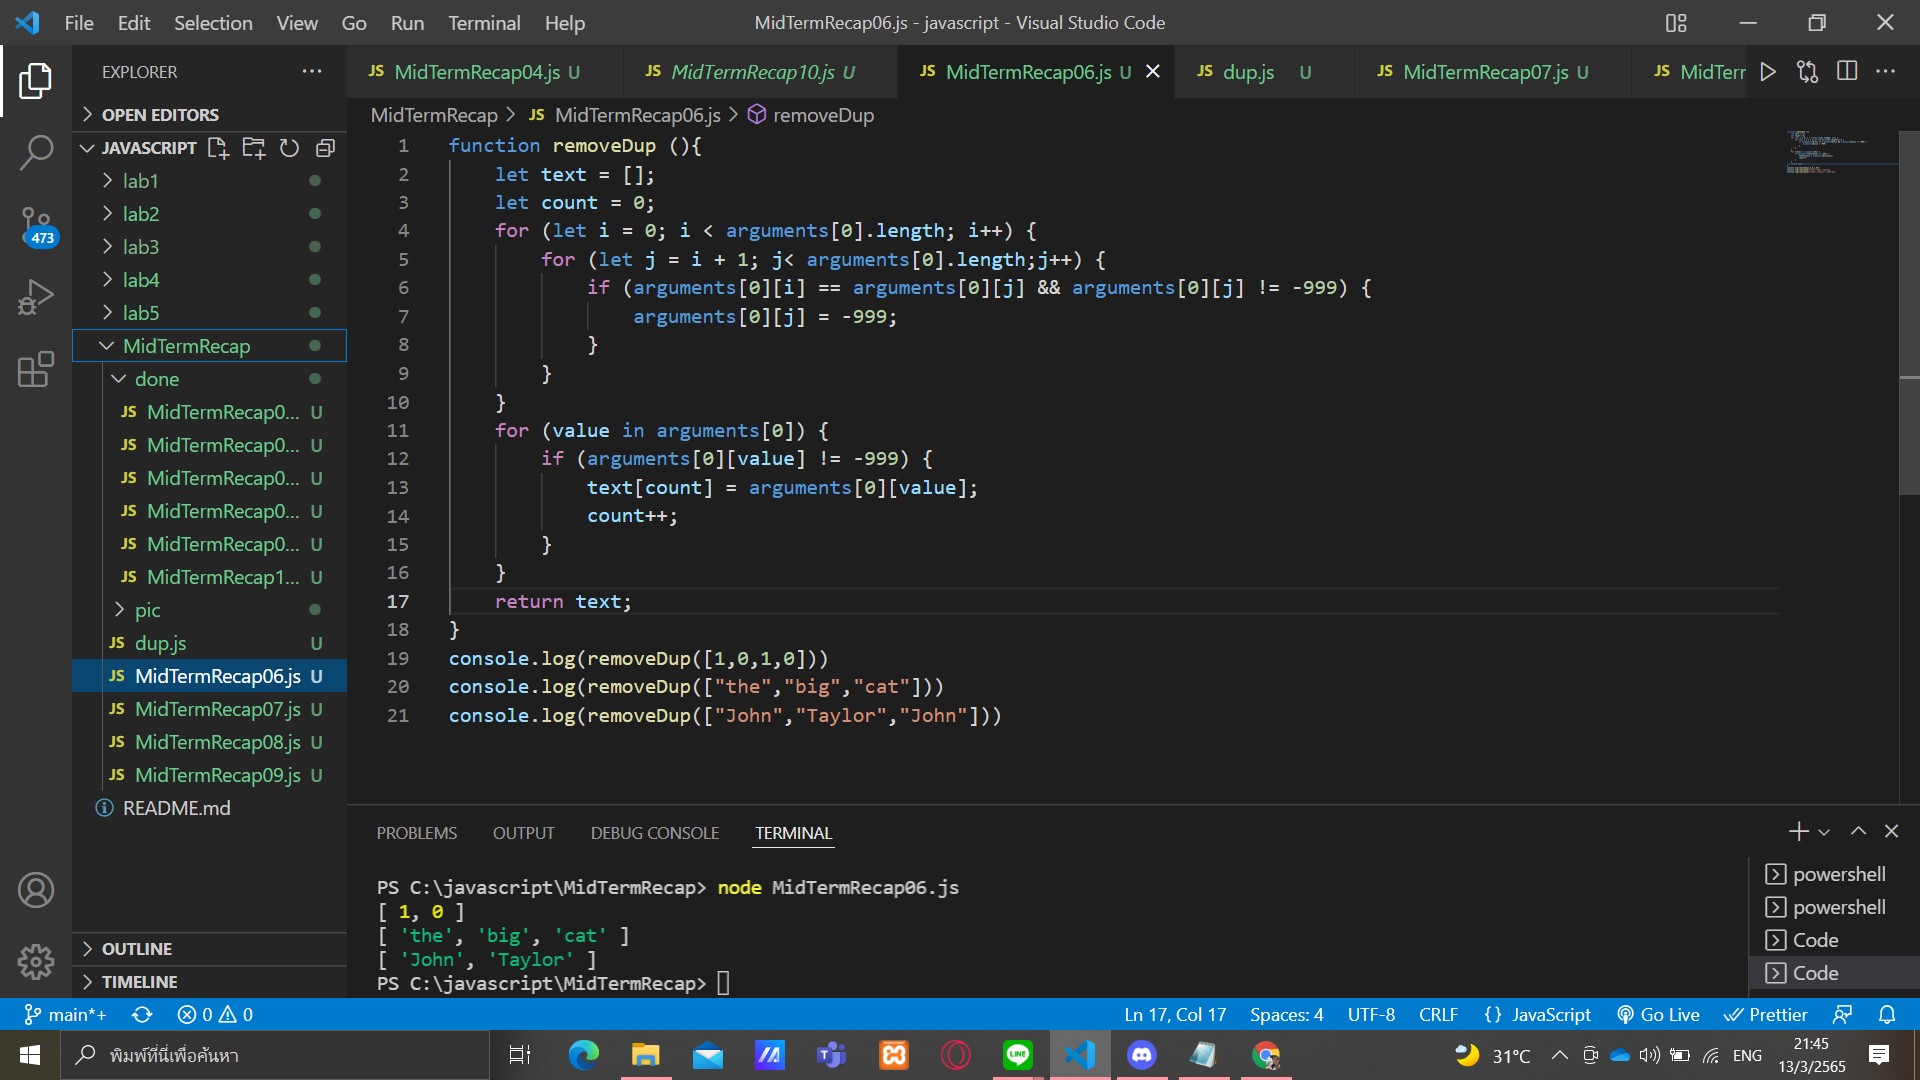 File Edit Selection View Go Run Terminal Help MidTermRecap06.js - javascript - Visual Studio Code
EXPLORER
JS MidTermRecap04.js U JS MidTermRecap10.js U JS MidTermRecap06.js U JS dup.js U JS MidTermRecap07.js U JS MidTerr
OPEN EDITORS
JAVASCRIPT
lab1
lab2
473
lab3
lab4
lab5
MidTermRecap
done
JS MidTermRecap0... U
JS MidTermRecap0... U
JS MidTermRecap0... U
JS MidTermRecap0... U
JS MidTermRecap0... U
JS MidTermRecap1... U
pic
JS dup.js U
JS MidTermRecap06.js U
JS MidTermRecap07.js U
JS MidTermRecap08.js U
JS MidTermRecap09.js U
README.md
OUTLINE
TIMELINE
MidTermRecap > JS MidTermRecap06.js > removeDup
1 function removeDup (){
2 let text = [];
3 let count = 0;
4 for (let i = 0; i < arguments[0].length; i++) {
5 for (let j = i + 1; j< arguments[0].length;j++) {
6 if (arguments[0][i] == arguments[0][j] && arguments[0][j] != -999) {
7 arguments[0][j] = -999;
8 }
9 }
10 }
11 for (value in arguments[0]) {
12 if (arguments[0][value] != -999) {
13 text[count] = arguments[0][value];
14 count++;
15 }
16 }
17 return text;
18 }
19 console.log(removeDup([1,0,1,0]))
20 console.log(removeDup(["the","big","cat"]))
21 console.log(removeDup(["John","Taylor","John"]))
PROBLEMS OUTPUT DEBUG CONSOLE TERMINAL
PS C:\javascript\MidTermRecap> node MidTermRecap06.js
[ 1, 0 ]
[ 'the', 'big', 'cat' ]
[ 'John', 'Taylor' ]
PS C:\javascript\MidTermRecap>
powershell
powershell
Code
Code
main*+ 0 0 Ln 17, Col 17 Spaces: 4 UTF-8 CRLF {} JavaScript Go Live Prettier
พิมพ์ที่นี่เพื่อค้นหา LINE 31°C ENG 21:45
13/3/2565